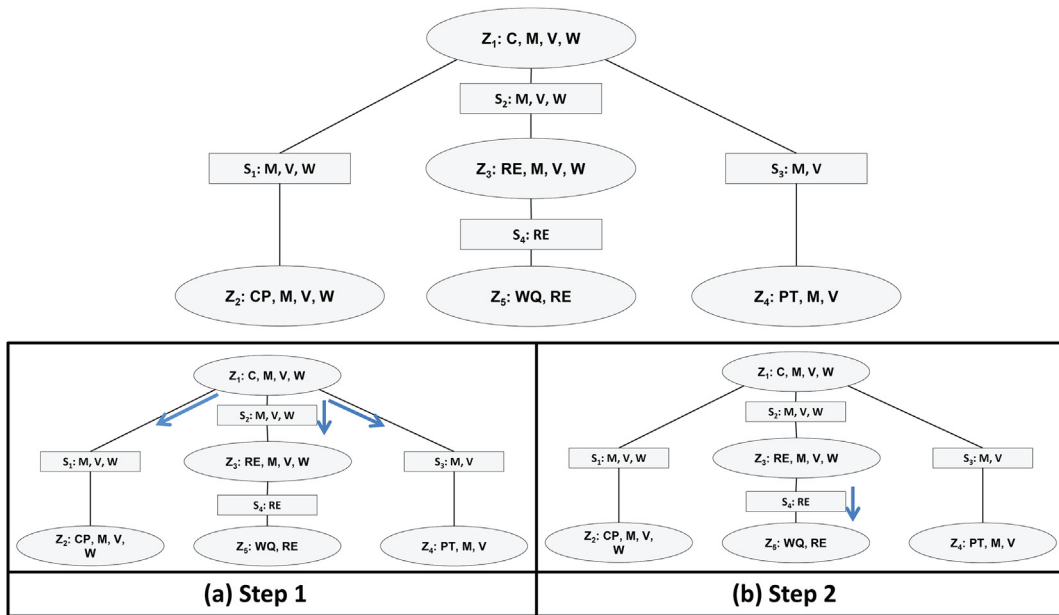 Z₁: C, M, V, W
S₂: M, V, W
S₁: M, V, W
Z₃: RE, M, V, W
S₃: M, V
S₄: RE
Z₂: CP, M, V, W
Z₅: WQ, RE
Z₄: PT, M, V
Z₁: C, M, V, W
S₂: M, V, W
S₁: M, V, W
Z₃: RE, M, V, W
S₃: M, V
S₄: RE
Z₂: CP, M, V,
W
Z₅: WQ, RE
Z₄: PT, M, V
(a) Step 1
Z₁: C, M, V, W
S₂: M, V, W
S₁: M, V, W
Z₃: RE, M, V, W
S₃: M, V
S₄: RE
Z₂: CP, M, V,
W
Z₅: WQ, RE
Z₄: PT, M, V
(b) Step 2